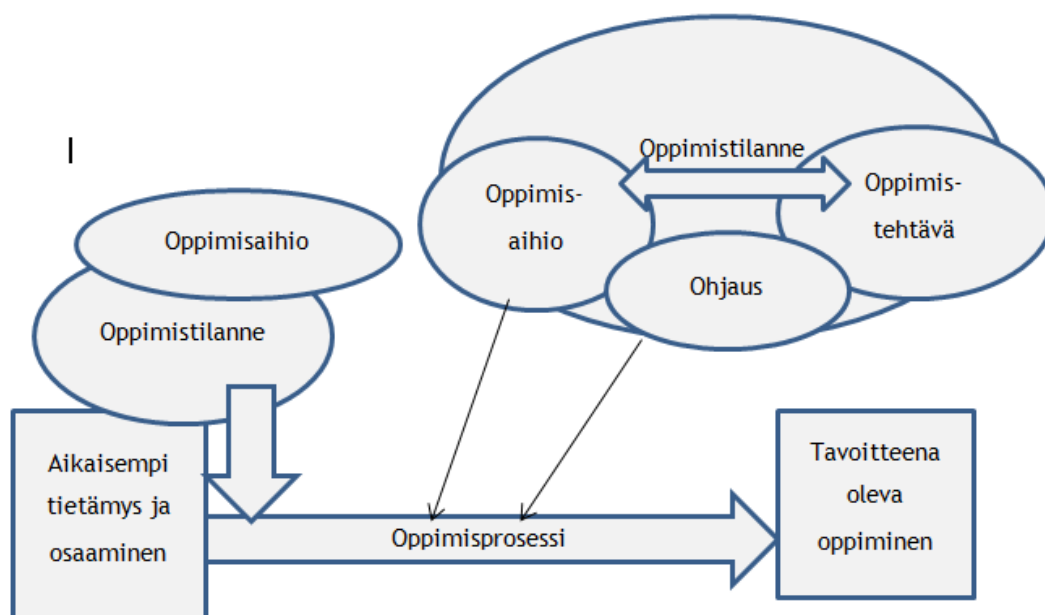 Oppimistilanne
Oppimis-
aihio
Oppimis-
tehtävä
Ohjaus
Oppimisaihio
Oppimistilanne
Aikaisempi
tietämys ja
osaaminen
Oppimisprosessi
Tavoitteena
oleva
oppiminen